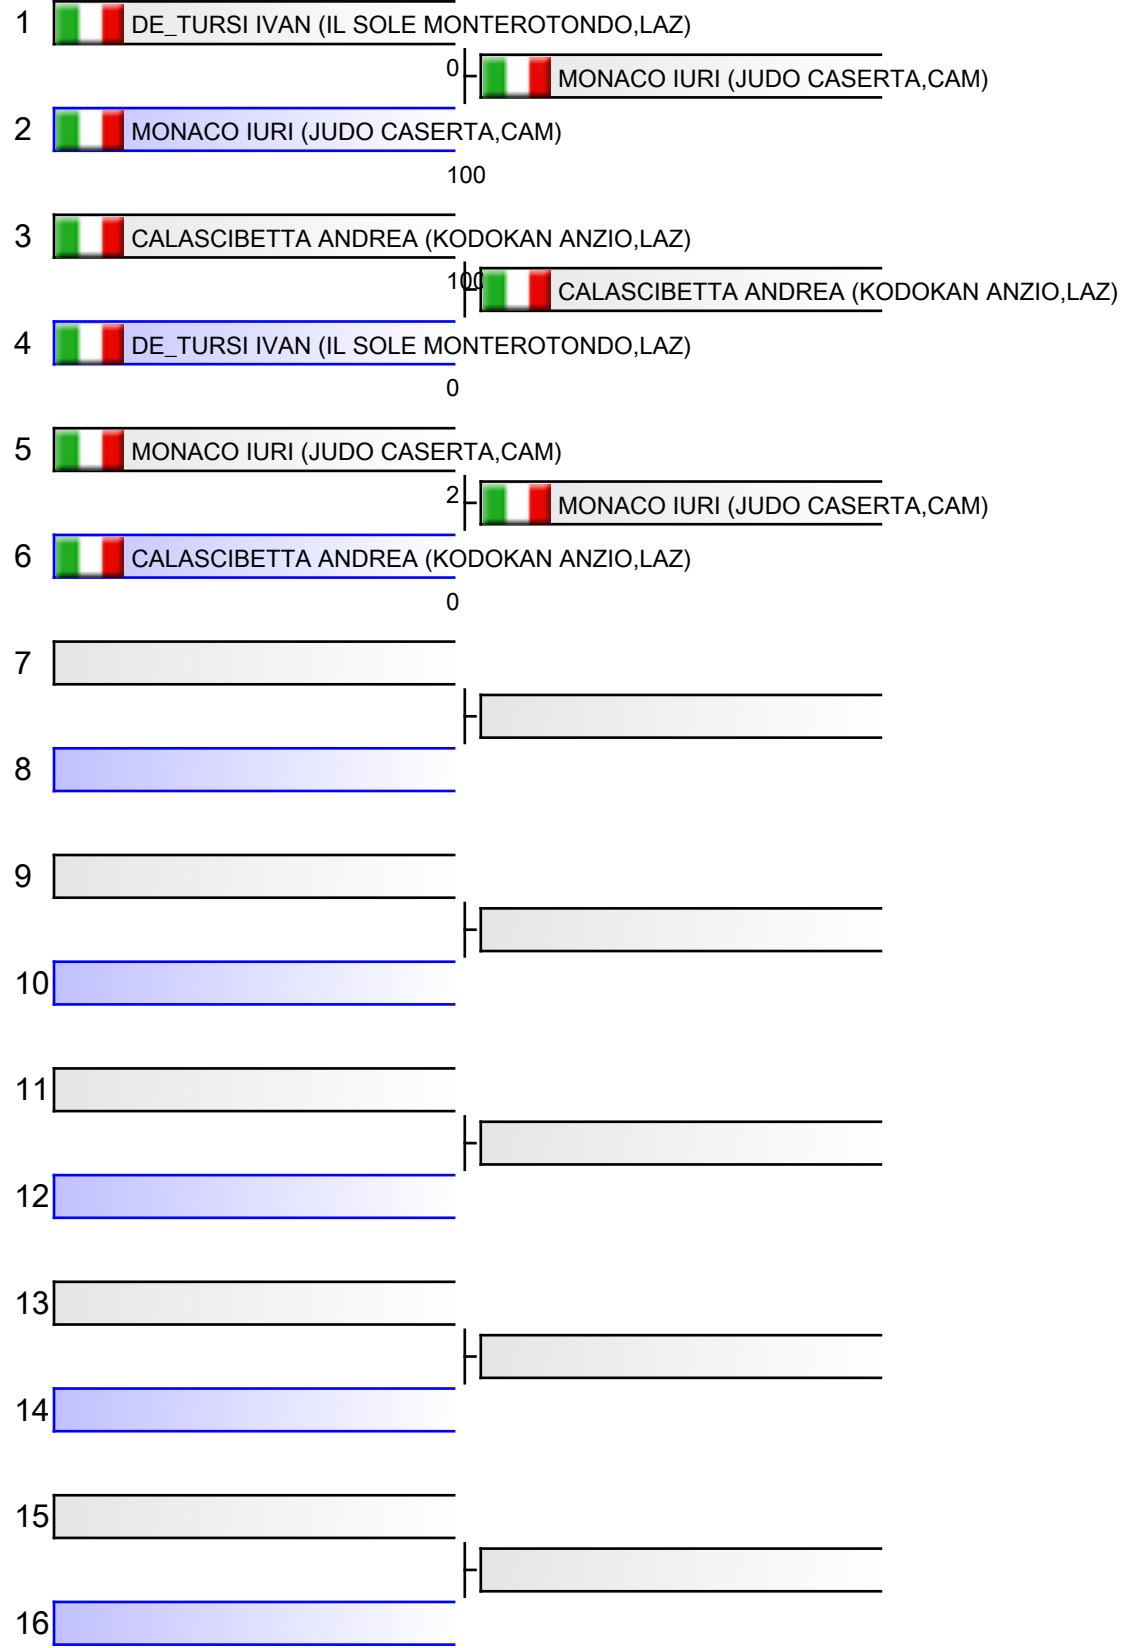 1 DE_TURSI IVAN (IL SOLE MONTEROTONDO,LAZ)
0 MONACO IURI (JUDO CASERTA,CAM)
2 MONACO IURI (JUDO CASERTA,CAM)
100
3 CALASCIBETTA ANDREA (KODOKAN ANZIO,LAZ)
100 CALASCIBETTA ANDREA (KODOKAN ANZIO,LAZ)
4 DE_TURSI IVAN (IL SOLE MONTEROTONDO,LAZ)
0
5 MONACO IURI (JUDO CASERTA,CAM)
2 MONACO IURI (JUDO CASERTA,CAM)
6 CALASCIBETTA ANDREA (KODOKAN ANZIO,LAZ)
0
7
8
9
10
11
12
13
14
15
16